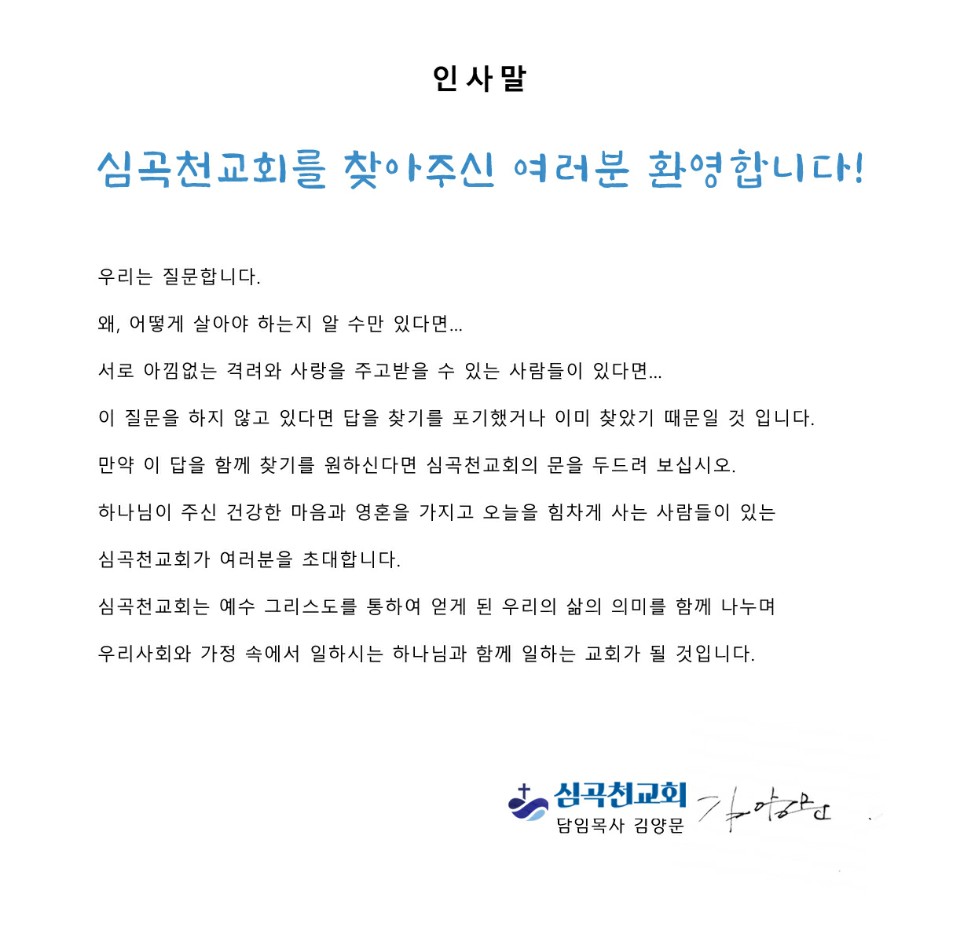 인사말
심곡천교회를 찾아주신 여러분 환영합니다!
우리는 질문합니다.
왜, 어떻게 살아야 하는지 알 수만 있다면...
서로 아낌없는 격려와 사랑을 주고받을 수 있는 사람들이 있다면...
이 질문을 하지 않고 있다면 답을 찾기를 포기했거나 이미 찾았기 때문일 것 입니다.
만약 이 답을 함께 찾기를 원하신다면 심곡천교회의 문을 두드려 보십시오.
하나님이 주신 건강한 마음과 영혼을 가지고 오늘을 힘차게 사는 사람들이 있는
심곡천교회가 여러분을 초대합니다.
심곡천교회는 예수 그리스도를 통하여 얻게 된 우리의 삶의 의미를 함께 나누며
우리사회와 가정 속에서 일하시는 하나님과 함께 일하는 교회가 될 것입니다.
심곡천교회
담임목사 김양문
김양문